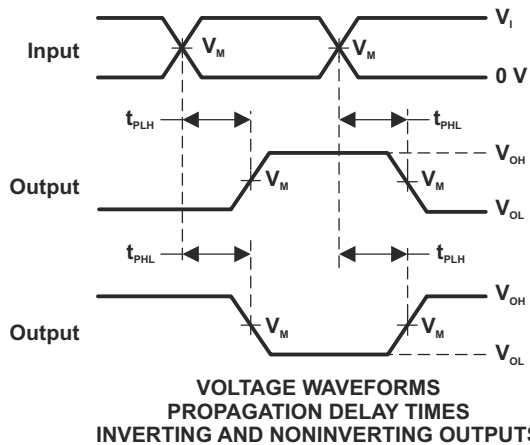 V_I
Input
V_M
V_M
0 V
t_PLH
t_PHL
V_OH
Output
V_M
V_M
V_OL
t_PHL
t_PLH
V_OH
Output
V_M
V_M
V_OL
VOLTAGE WAVEFORMS
PROPAGATION DELAY TIMES
INVERTING AND NONINVERTING OUTPUTS